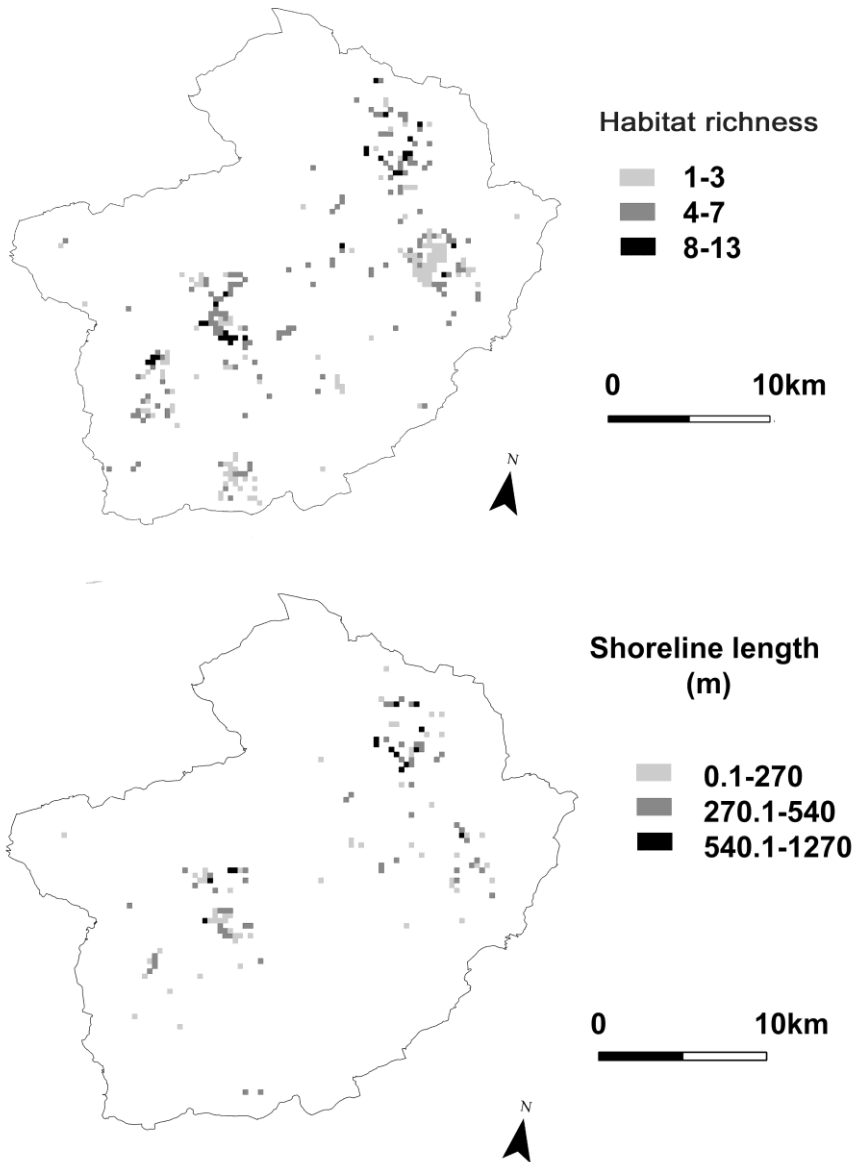 Habitat richness
1-3
4-7
8-13
0 10km
N
Shoreline length
(m)
0.1-270
270.1-540
540.1-1270
0 10km
N